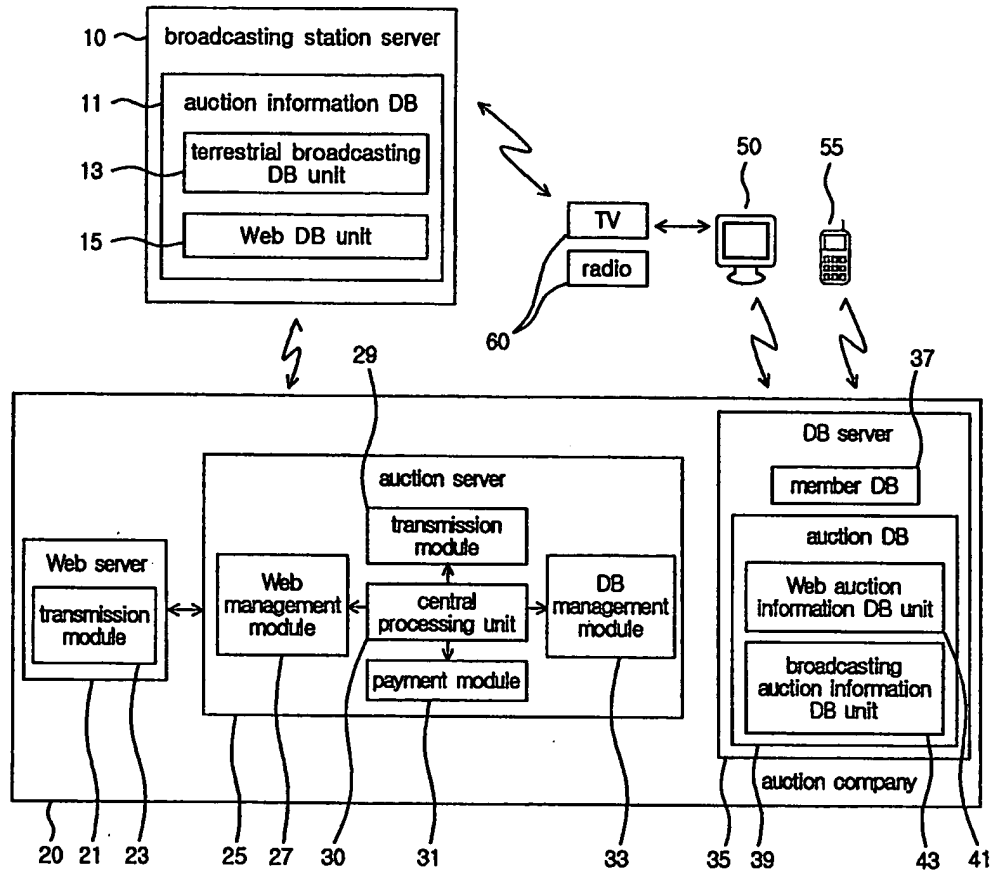 10
broadcasting station server
11
auction information DB
13
terrestrial broadcasting
DB unit
15
Web DB unit
TV
radio
60
50
55
29
37
auction server
transmission
module
Web server
transmission
module
Web
management
module
central
processing unit
DB
management
module
payment module
DB server
member DB
auction DB
Web auction
information DB unit
broadcasting
auction information
DB unit
auction company
20
21
23
25
27
30
31
33
35
39
43
41